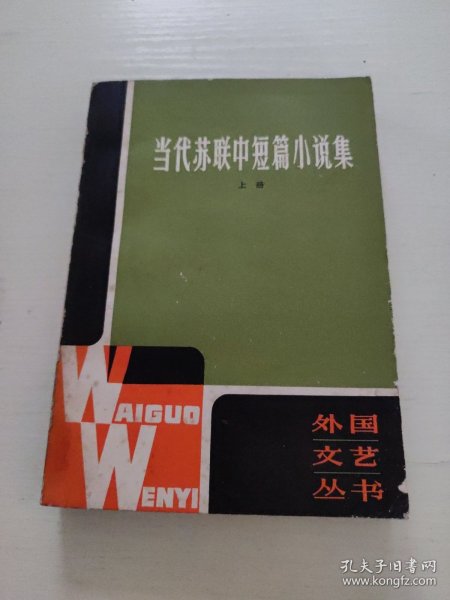 当代苏联中短篇小说集
上册
WAIGUO
WENYI
外国
文艺
丛书
孔夫子旧书网
www.kongfz.com